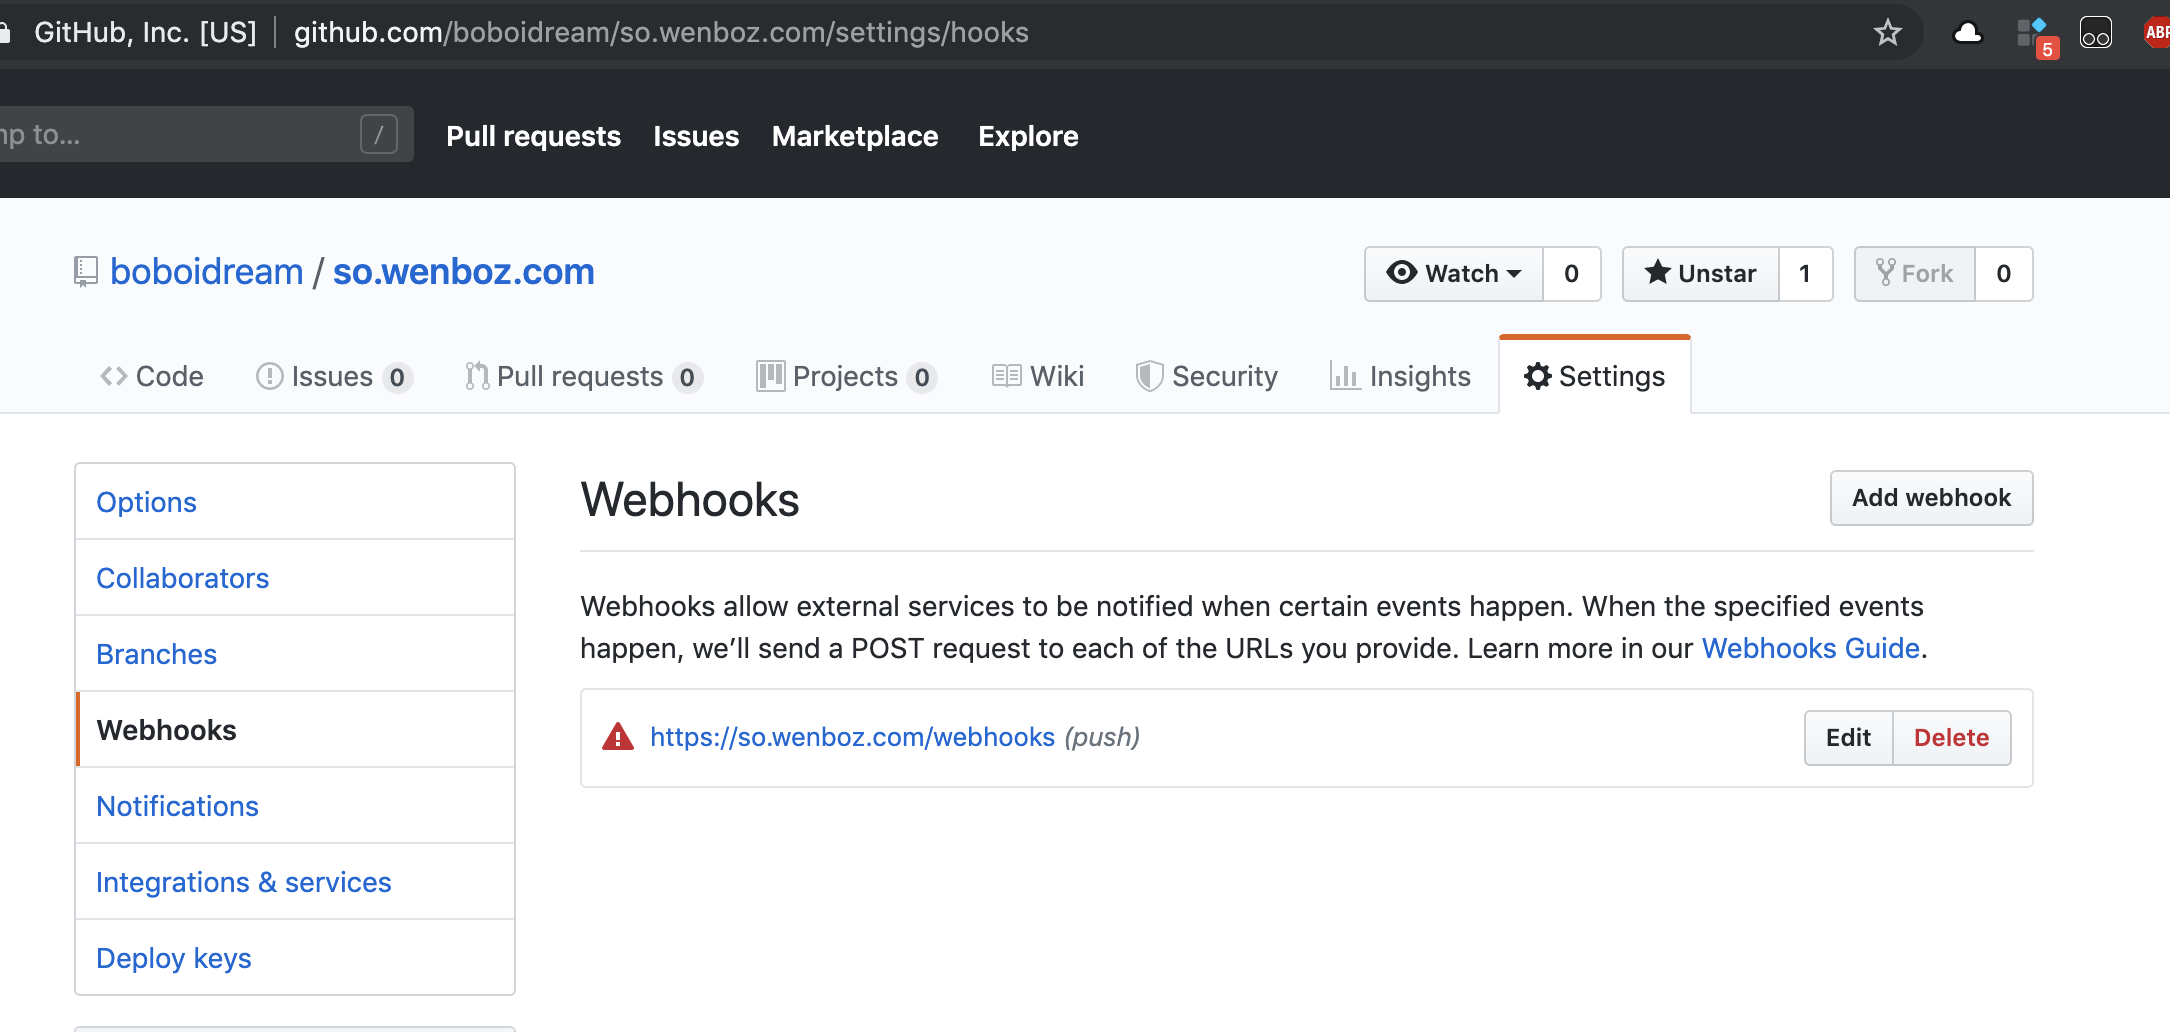 GitHub, Inc. [US] github.com/boboidream/so.wenboz.com/settings/hooks
5
ABP
to... / Pull requests Issues Marketplace Explore
boboidream / so.wenboz.com Watch 0 Unstar 1 Fork 0
Code Issues 0 Pull requests 0 Projects 0 Wiki Security Insights Settings
Options
Collaborators
Branches
Webhooks
Notifications
Integrations & services
Deploy keys
Webhooks Add webhook
Webhooks allow external services to be notified when certain events happen. When the specified events
happen, we’ll send a POST request to each of the URLs you provide. Learn more in our Webhooks Guide.
https://so.wenboz.com/webhooks (push) Edit Delete